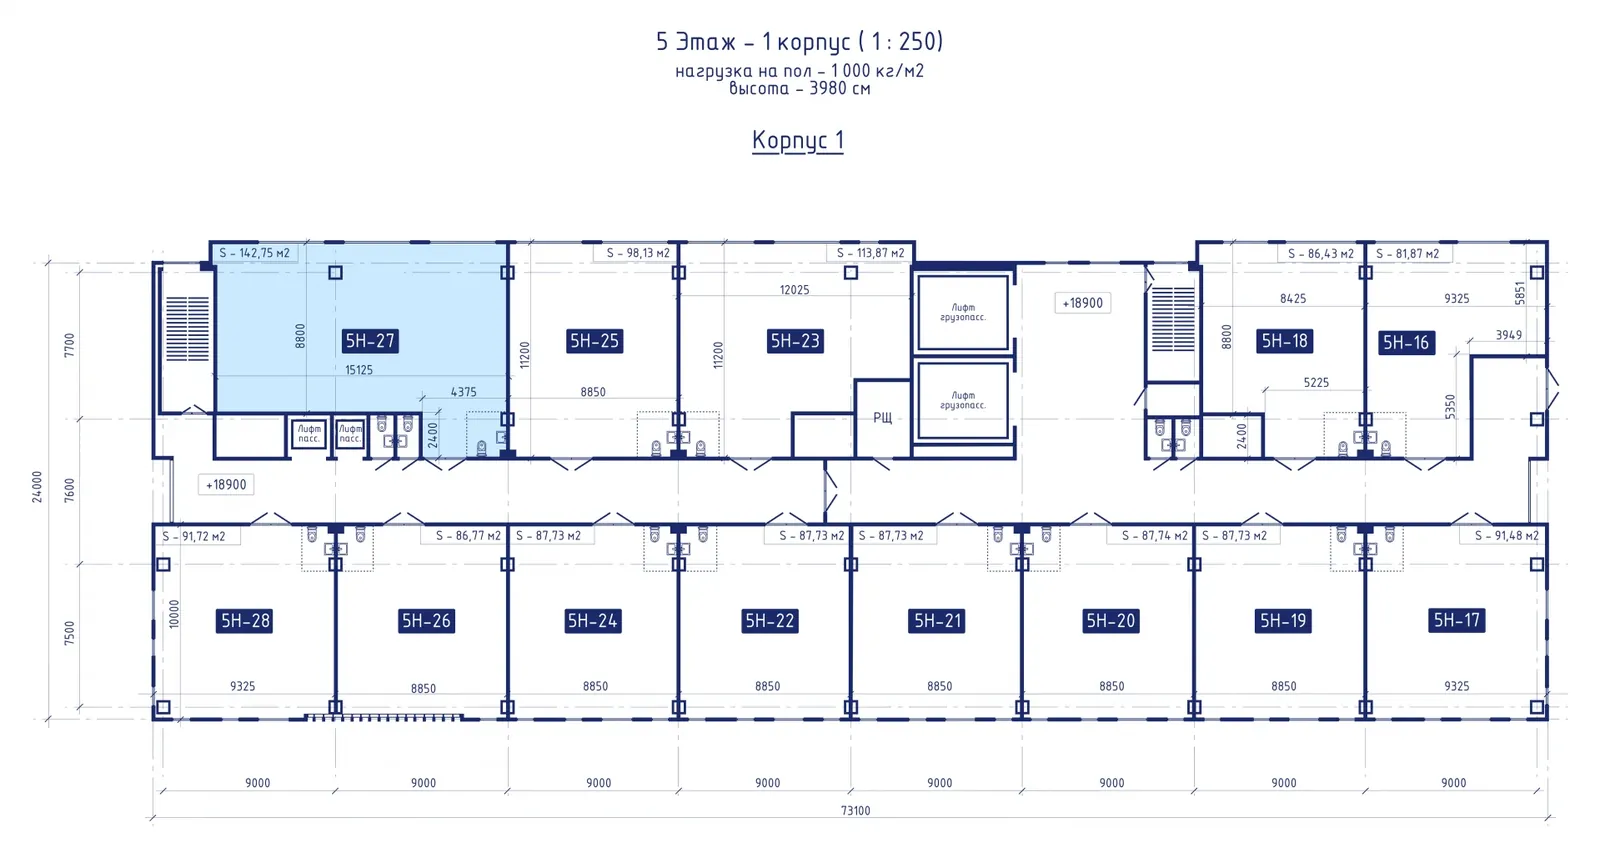 5 Этаж - 1 корпус ( 1 : 250)
нагрузка на пол - 1 000 кг/м2
высота - 3980 см
Корпус 1
S - 142,75 м2
S - 98,13 м2
S - 113,87 м2
S - 86,43 м2
S - 81,87 м2
12025
+18900
8425
9325
5851
Лифт
грузопасс.
7700
8800
5Н-27
11200
5Н-25
11200
5Н-23
8800
5Н-18
5Н-16
3949
15125
4375
8850
5225
5350
Лифт
грузопасс.
РЩ
Лифт
пасс.
Лифт
пасс.
2400
2400
24000
7600
+18900
S - 91,72 м2
S - 86,77 м2
S - 87,73 м2
S - 87,73 м2
S - 87,73 м2
S - 87,74 м2
S - 87,73 м2
S - 91,48 м2
7500
10000
5Н-28
5Н-26
5Н-24
5Н-22
5Н-21
5Н-20
5Н-19
5Н-17
9325
8850
8850
8850
8850
8850
8850
9325
9000
9000
9000
9000
9000
9000
9000
9000
73100